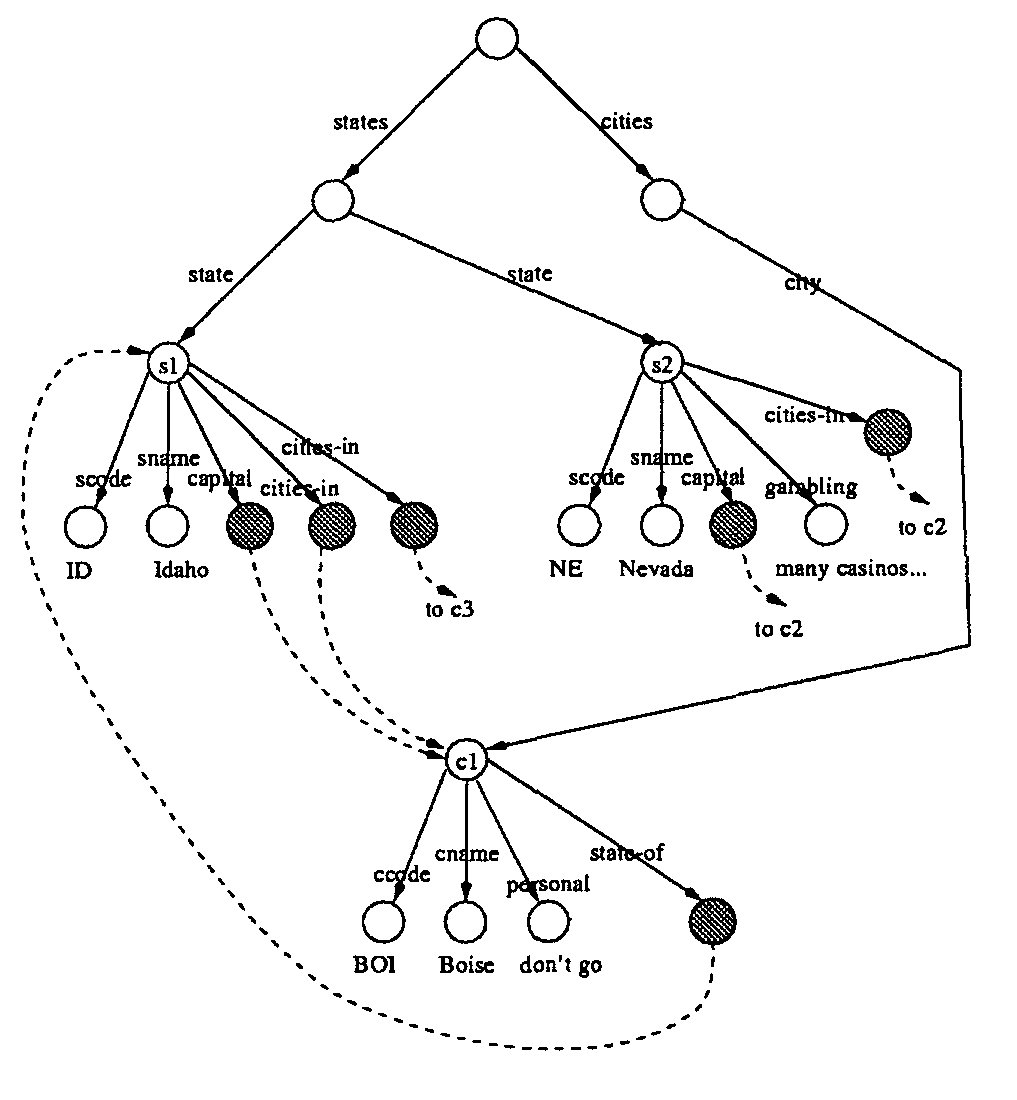 states
cities
state
state
city
s1
s2
cities-in
cities-in
sname
sname
scode
capital
cities-in
scode
capital
gambling
to c2
ID
Idaho
NE
Nevada
many casinos...
to c3
to c2
c1
cname
state-of
ccode
personal
BOI
Boise
don't go